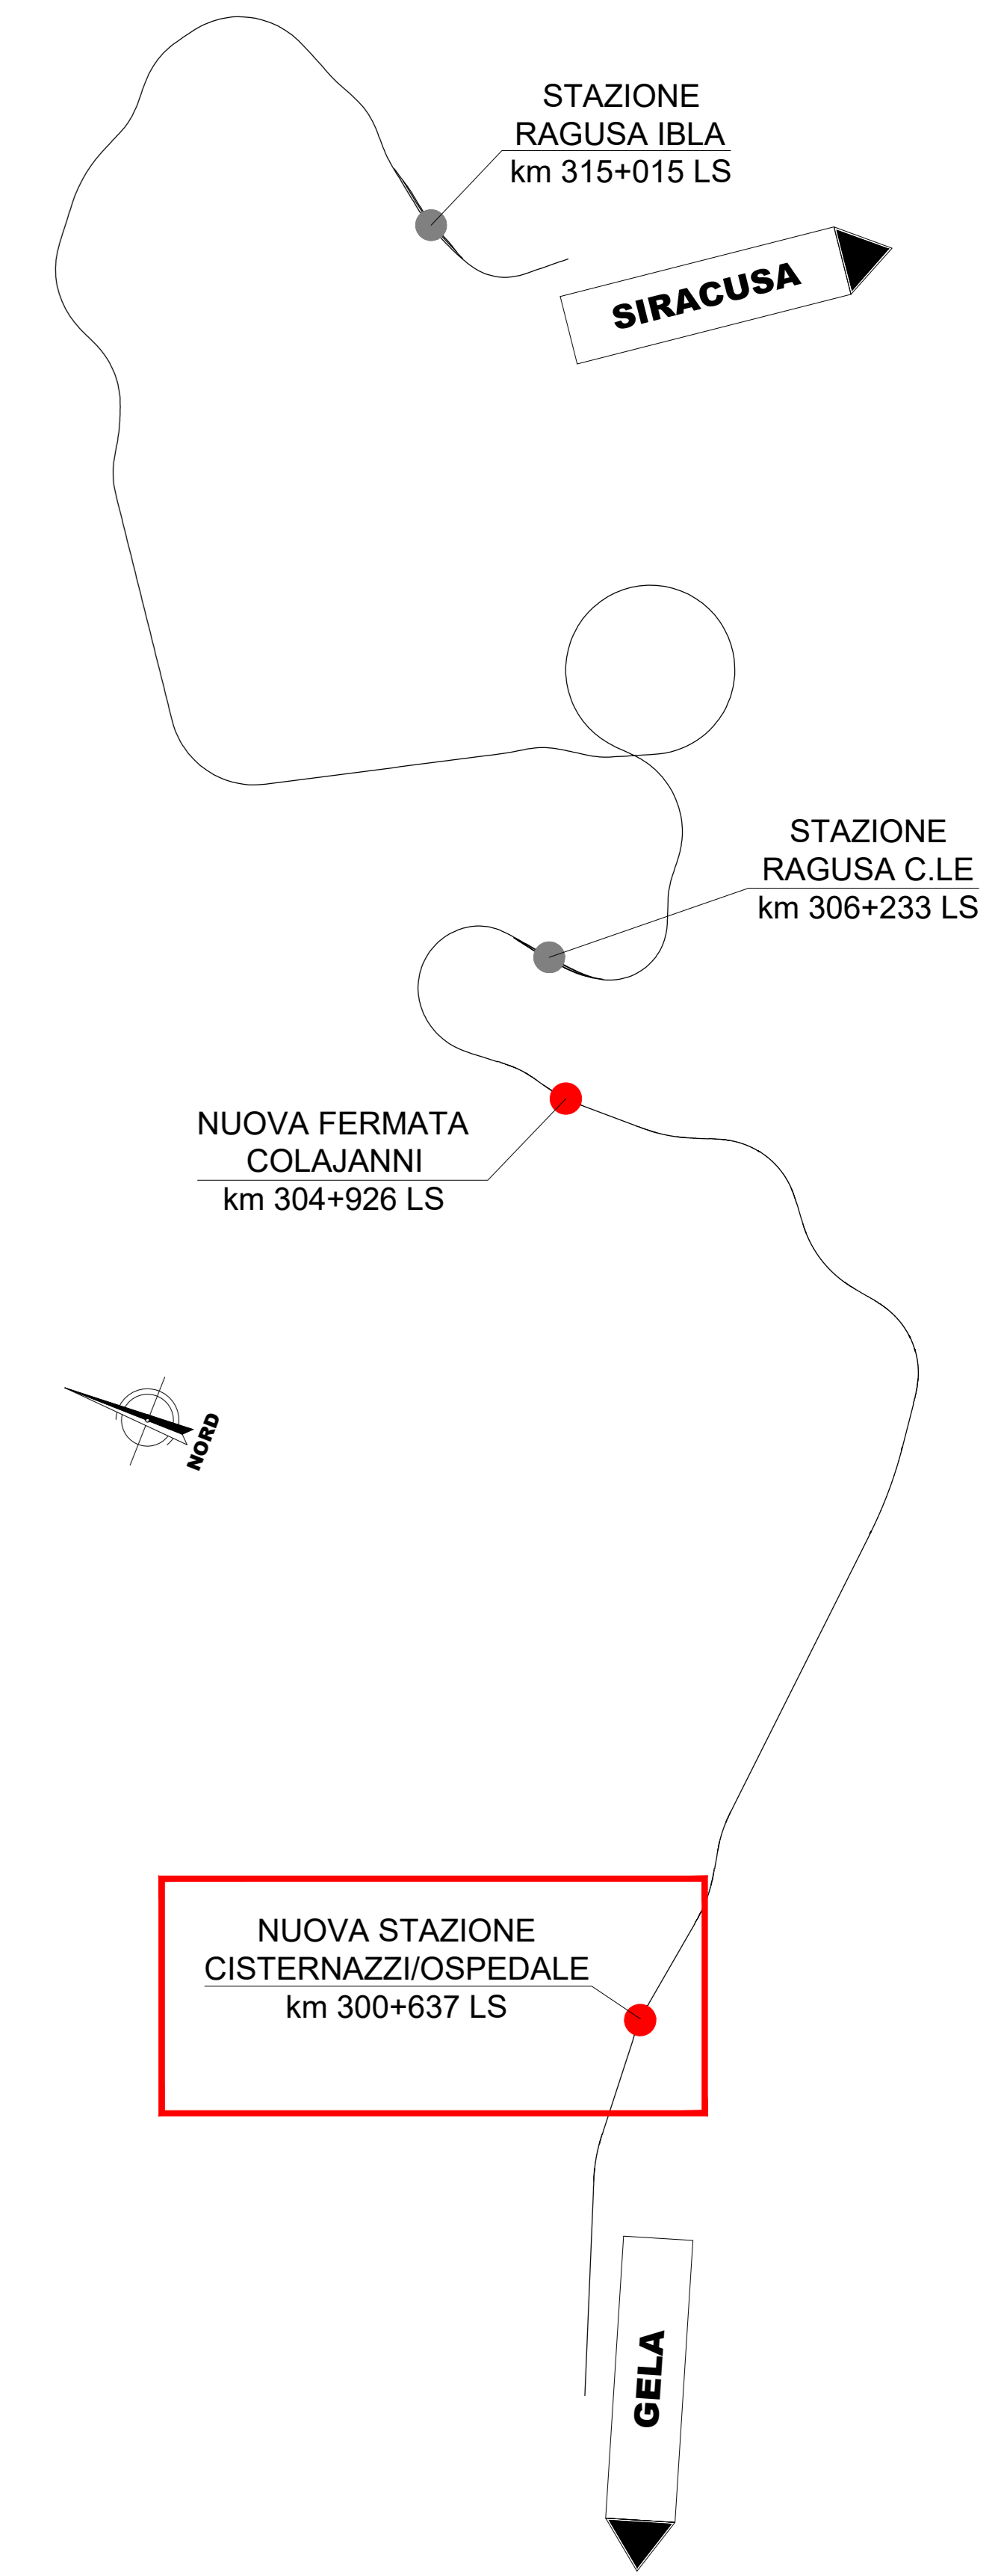 STAZIONE
RAGUSA IBLA
km 315+015 LS
SIRACUSA
STAZIONE
RAGUSA C.LE
km 306+233 LS
NUOVA FERMATA
COLAJANNI
km 304+926 LS
NORD
NUOVA STAZIONE
CISTERNAZZI/OSPEDALE
km 300+637 LS
GELA